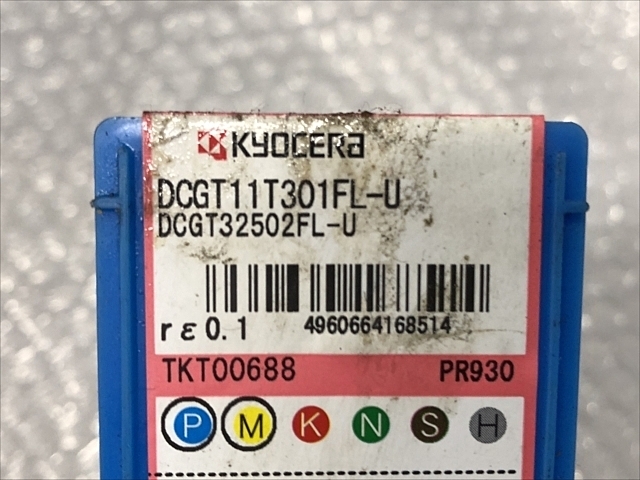 KYOCERA
DCGT11T301FL-U
DCGT32502FL-U
rε0.1 4960664168514
TKT00688 PR930
P M K N S H